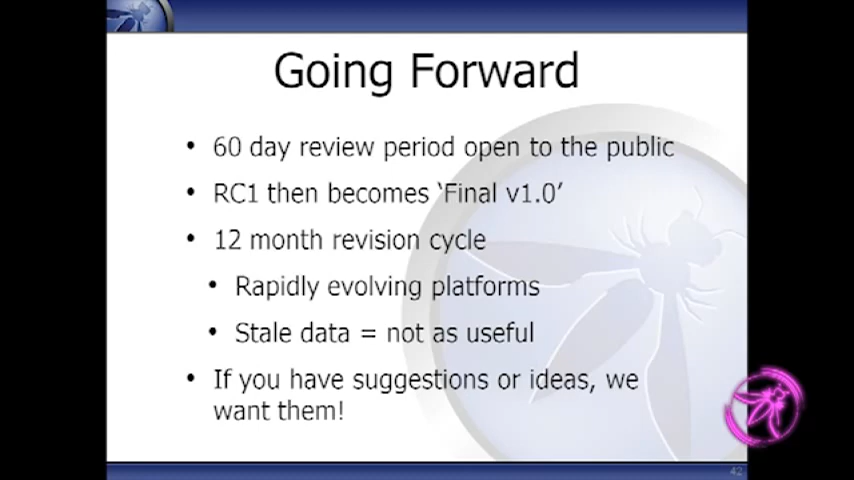 Going Forward
• 60 day review period open to the public
• RC1 then becomes ‘Final v1.0’
• 12 month revision cycle
• Rapidly evolving platforms
• Stale data = not as useful
• If you have suggestions or ideas, we
want them!
42